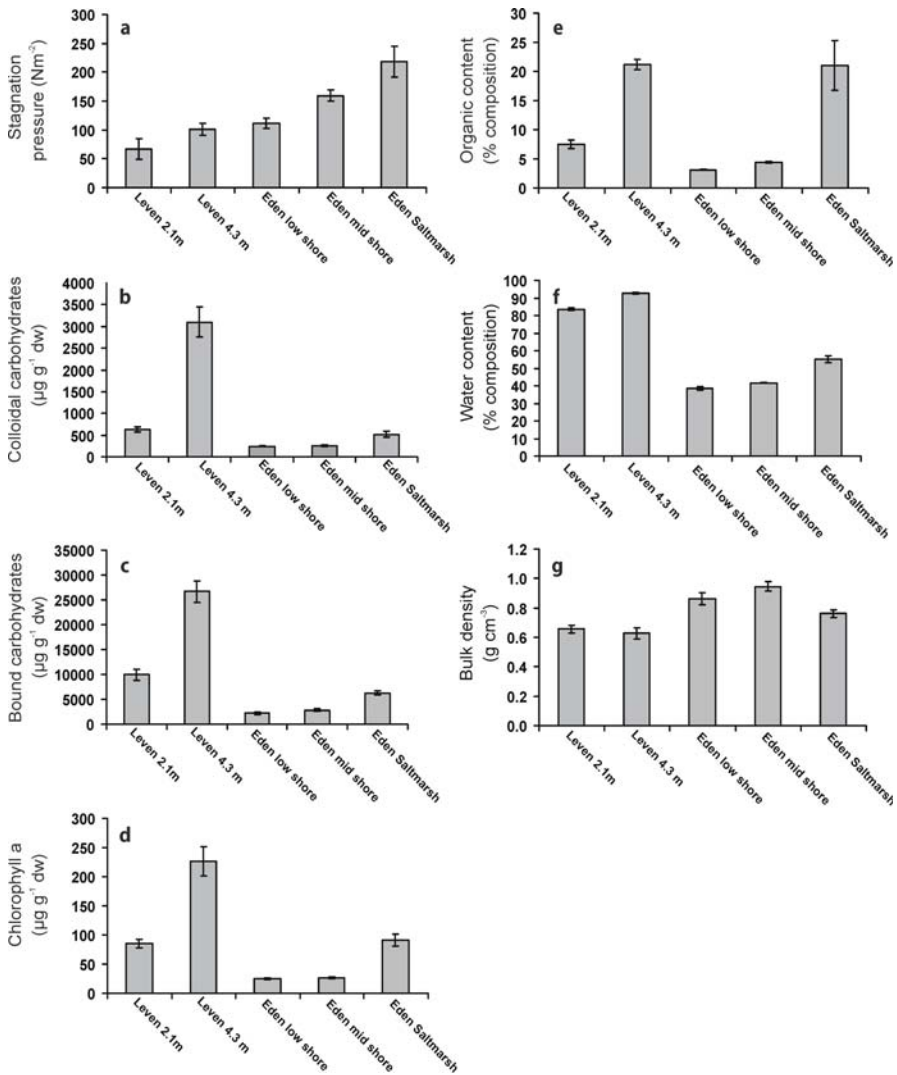 a
Stagnation
pressure (Nm⁻²)
300
250
200
150
100
50
0
Leven 2.1m
Leven 4.3 m
Eden low shore
Eden mid shore
Eden Saltmarsh
b
Colloidal carbohydrates
(µg g⁻¹ dw)
4000
3500
3000
2500
2000
1500
1000
500
0
Leven 2.1m
Leven 4.3 m
Eden low shore
Eden mid shore
Eden Saltmarsh
c
Bound carbohydrates
(µg g⁻¹ dw)
35000
30000
25000
20000
15000
10000
5000
0
Leven 2.1m
Leven 4.3 m
Eden low shore
Eden mid shore
Eden Saltmarsh
d
Chlorophyll a
(µg g⁻¹ dw)
300
250
200
150
100
50
0
Leven 2.1m
Leven 4.3 m
Eden low shore
Eden mid shore
Eden Saltmarsh
e
Organic content
(% composition)
30
25
20
15
10
5
0
Leven 2.1m
Leven 4.3 m
Eden low shore
Eden mid shore
Eden Saltmarsh
f
Water content
(% composition)
100
90
80
70
60
50
40
30
20
10
0
Leven 2.1m
Leven 4.3 m
Eden low shore
Eden mid shore
Eden Saltmarsh
g
Bulk density
(g cm⁻³)
1.2
1.0
0.8
0.6
0.4
0.2
0.0
Leven 2.1m
Leven 4.3 m
Eden low shore
Eden mid shore
Eden Saltmarsh